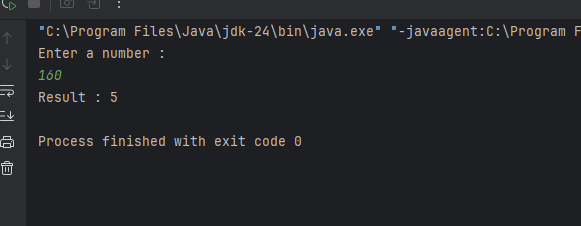 "C:\Program Files\Java\jdk-24\bin\java.exe" "-javaagent:C:\Program F
Enter a number :
160
Result : 5
Process finished with exit code 0